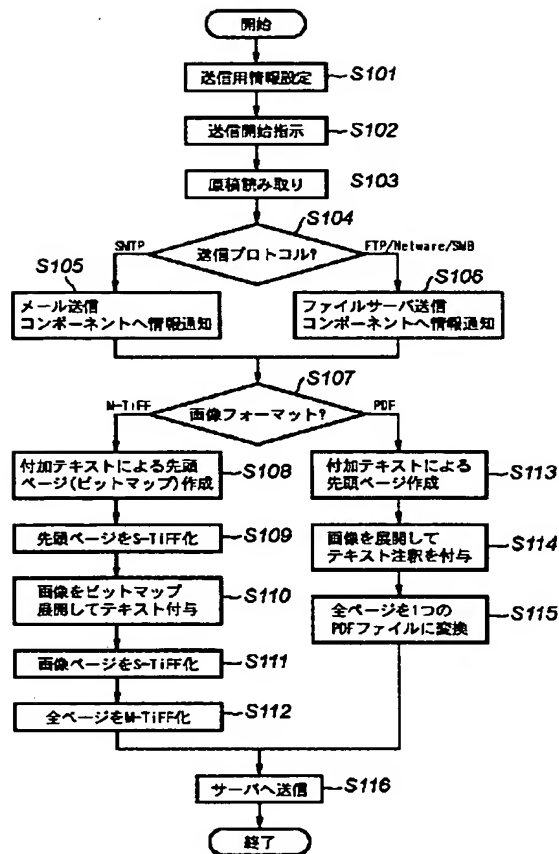 開始
送信用情報設定
S101
送信開始指示
S102
原稿読み取り
S103
S104
SMTP
送信プロトコル?
FTP/Netware/SMB
S105
メール送信
コンポーネントへ情報通知
S106
ファイルサーバ送信
コンポーネントへ情報通知
S107
M-TiFF
画像フォーマット?
PDF
付加テキストによる先頭
ページ(ビットマップ)作成
S108
先頭ページをS-TiFF化
S109
画像をビットマップ
展開してテキスト付与
S110
画像ページをS-TiFF化
S111
全ページをM-TiFF化
S112
付加テキストによる
先頭ページ作成
S113
画像を展開して
テキスト注釈を付与
S114
全ページを1つの
PDFファイルに変換
S115
サーバへ送信
S116
終了